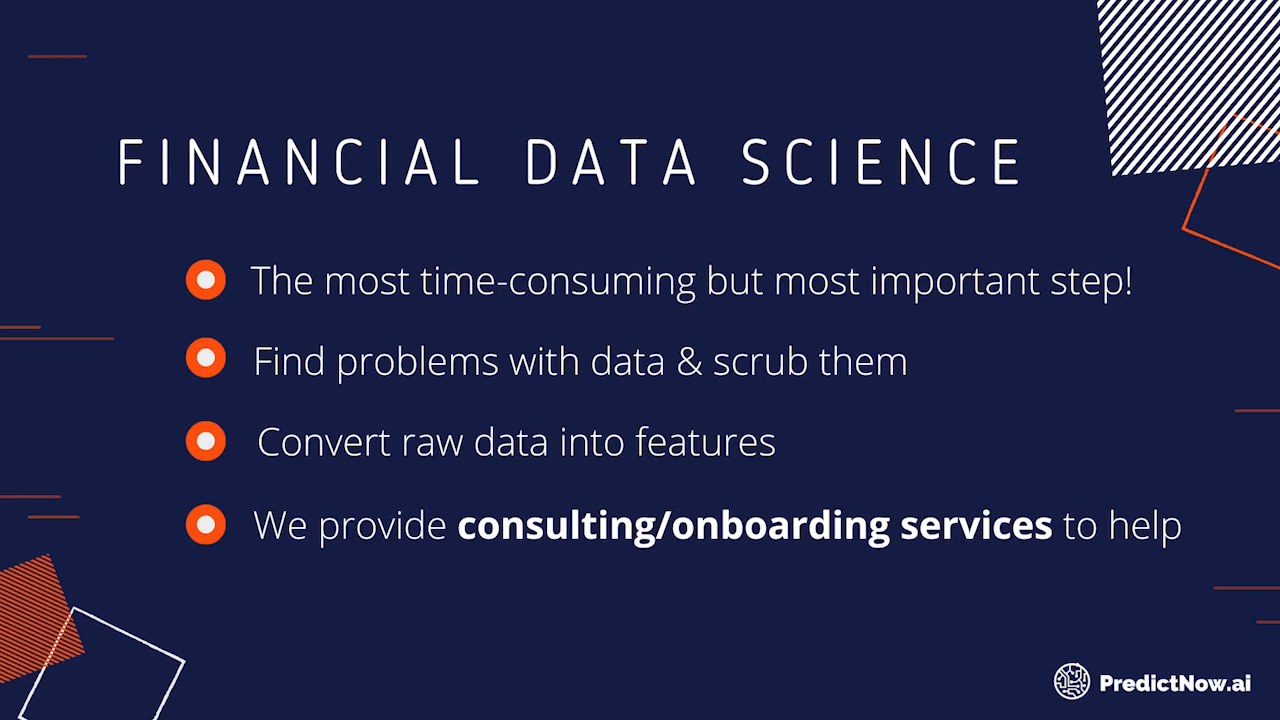 FINANCIAL DATA SCIENCE
The most time-consuming but most important step!
Find problems with data & scrub them
Convert raw data into features
We provide consulting/onboarding services to help
PredictNow.ai